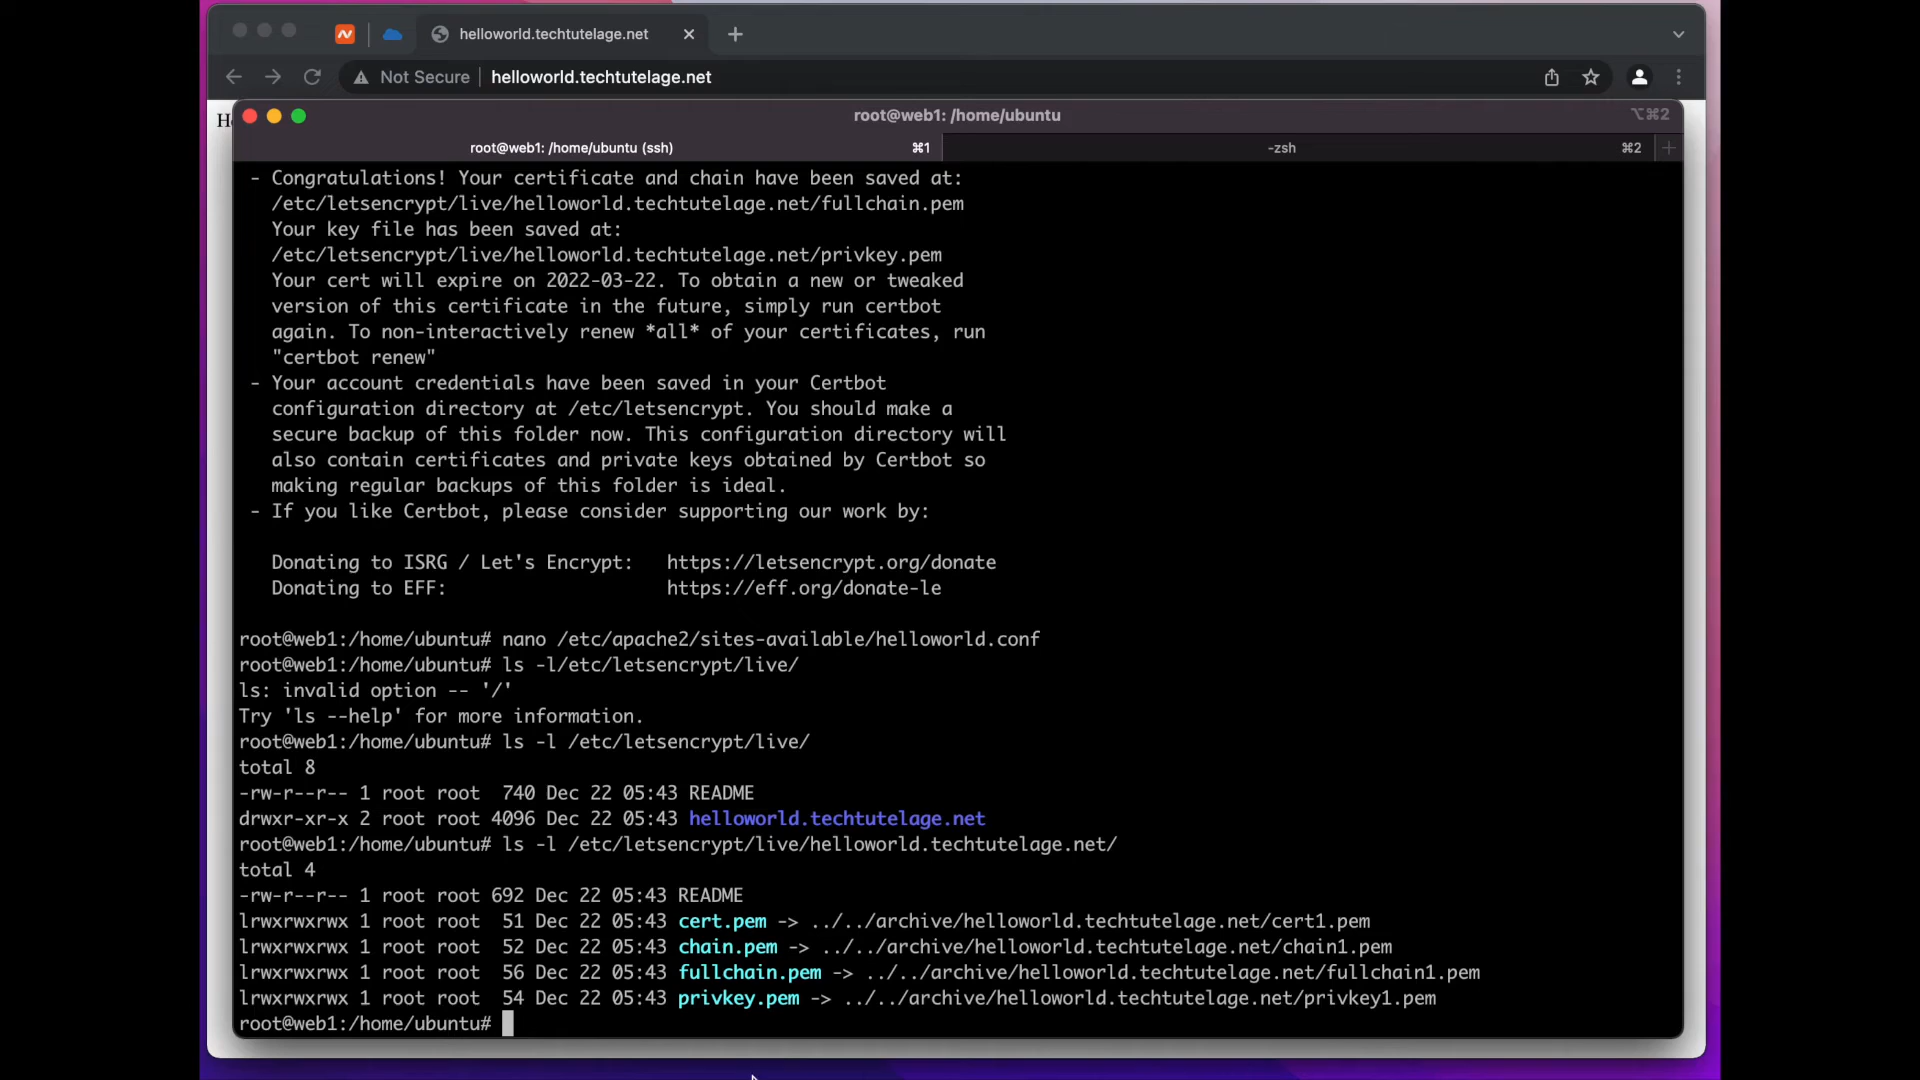 helloworld.techtutelage.net
Not Secure helloworld.techtutelage.net
root@web1: /home/ubuntu ⌥⌘2
root@web1: /home/ubuntu (ssh) ⌘1 -zsh ⌘2
- Congratulations! Your certificate and chain have been saved at:
/etc/letsencrypt/live/helloworld.techtutelage.net/fullchain.pem
Your key file has been saved at:
/etc/letsencrypt/live/helloworld.techtutelage.net/privkey.pem
Your cert will expire on 2022-03-22. To obtain a new or tweaked
version of this certificate in the future, simply run certbot
again. To non-interactively renew *all* of your certificates, run
"certbot renew"
- Your account credentials have been saved in your Certbot
configuration directory at /etc/letsencrypt. You should make a
secure backup of this folder now. This configuration directory will
also contain certificates and private keys obtained by Certbot so
making regular backups of this folder is ideal.
- If you like Certbot, please consider supporting our work by:
Donating to ISRG / Let's Encrypt: https://letsencrypt.org/donate
Donating to EFF: https://eff.org/donate-le
root@web1:/home/ubuntu# nano /etc/apache2/sites-available/helloworld.conf
root@web1:/home/ubuntu# ls -l/etc/letsencrypt/live/
ls: invalid option -- '/'
Try 'ls --help' for more information.
root@web1:/home/ubuntu# ls -l /etc/letsencrypt/live/
total 8
-rw-r--r-- 1 root root 740 Dec 22 05:43 README
drwxr-xr-x 2 root root 4096 Dec 22 05:43 helloworld.techtutelage.net
root@web1:/home/ubuntu# ls -l /etc/letsencrypt/live/helloworld.techtutelage.net/
total 4
-rw-r--r-- 1 root root 692 Dec 22 05:43 README
lrwxrwxrwx 1 root root 51 Dec 22 05:43 cert.pem -> ../../archive/helloworld.techtutelage.net/cert1.pem
lrwxrwxrwx 1 root root 52 Dec 22 05:43 chain.pem -> ../../archive/helloworld.techtutelage.net/chain1.pem
lrwxrwxrwx 1 root root 56 Dec 22 05:43 fullchain.pem -> ../../archive/helloworld.techtutelage.net/fullchain1.pem
lrwxrwxrwx 1 root root 54 Dec 22 05:43 privkey.pem -> ../../archive/helloworld.techtutelage.net/privkey1.pem
root@web1:/home/ubuntu#